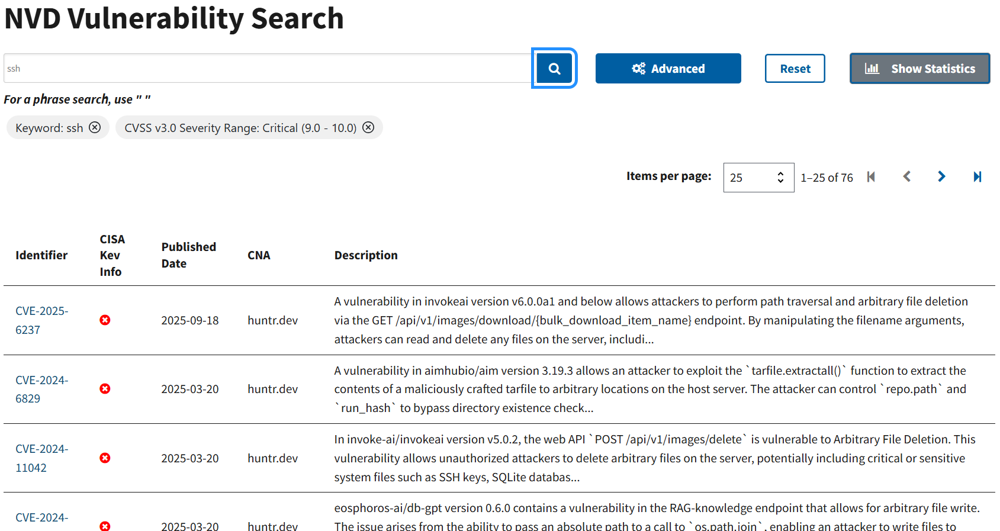 NVD Vulnerability Search
ssh
Advanced
Reset
Show Statistics
For a phrase search, use " "
Keyword: ssh
CVSS v3.0 Severity Range: Critical (9.0 - 10.0)
Items per page:
25
1–25 of 76
Identifier
CISA
Kev
Info
Published
Date
CNA
Description
CVE-2025-
6237
2025-09-18
huntr.dev
A vulnerability in invokeai version v6.0.0a1 and below allows attackers to perform path traversal and arbitrary file deletion
via the GET /api/v1/images/download/{bulk_download_item_name} endpoint. By manipulating the filename arguments,
attackers can read and delete any files on the server, includi...
CVE-2024-
6829
2025-03-20
huntr.dev
A vulnerability in aimhubio/aim version 3.19.3 allows an attacker to exploit the `tarfile.extractall()` function to extract the
contents of a maliciously crafted tarfile to arbitrary locations on the host server. The attacker can control `repo.path` and
`run_hash` to bypass directory existence check...
CVE-2024-
11042
2025-03-20
huntr.dev
In invoke-ai/invokeai version v5.0.2, the web API `POST /api/v1/images/delete` is vulnerable to Arbitrary File Deletion. This
vulnerability allows unauthorized attackers to delete arbitrary files on the server, potentially including critical or sensitive
system files such as SSH keys, SQLite databas...
CVE-2024-
2025-03-20
huntr.dev
eosphoros-ai/db-gpt version 0.6.0 contains a vulnerability in the RAG-knowledge endpoint that allows for arbitrary file write.
The issue arises from the ability to pass an absolute path to a call to `os.path.join`, enabling an attacker to write files to